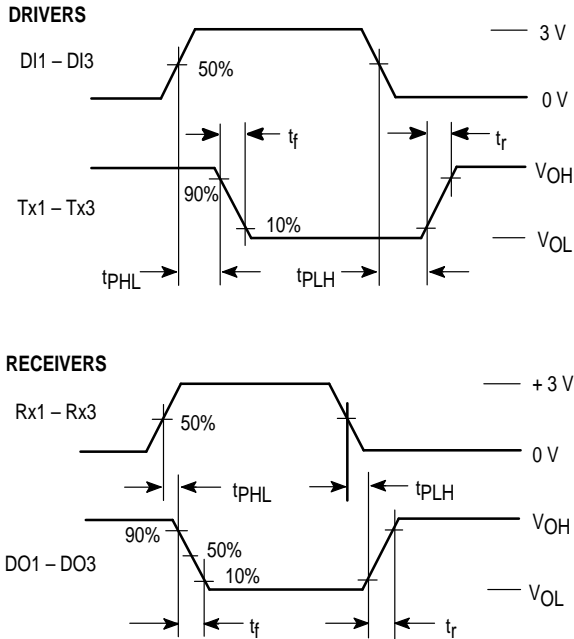 DRIVERS
3 V
DI1 – DI3
50%
0 V
tf
tr
VOH
90%
Tx1 – Tx3
10%
VOL
tPHL
tPLH
RECEIVERS
+ 3 V
Rx1 – Rx3
50%
0 V
tPHL
tPLH
VOH
90%
50%
DO1 – DO3
10%
VOL
tf
tr